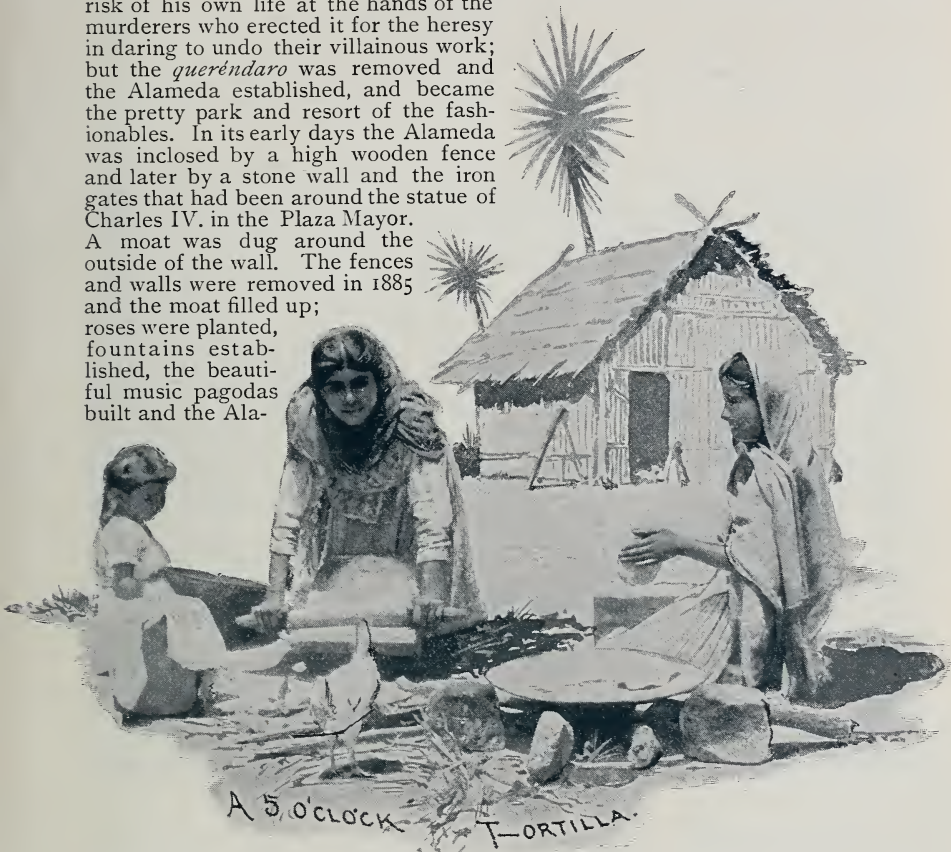 risk of his own life at the hands of the
murderers who erected it for the heresy
in daring to undo their villainous work;
but the queréndaro was removed and
the Alameda established, and became
the pretty park and resort of the fash-
ionables. In its early days the Alameda
was inclosed by a high wooden fence
and later by a stone wall and the iron
gates that had been around the statue of
Charles IV. in the Plaza Mayor.
A moat was dug around the
outside of the wall. The fences
and walls were removed in 1885
and the moat filled up;
roses were planted,
fountains estab-
lished, the beauti-
ful music pagodas
built and the Ala-
A 5 O'CLOCK TORTILLA.